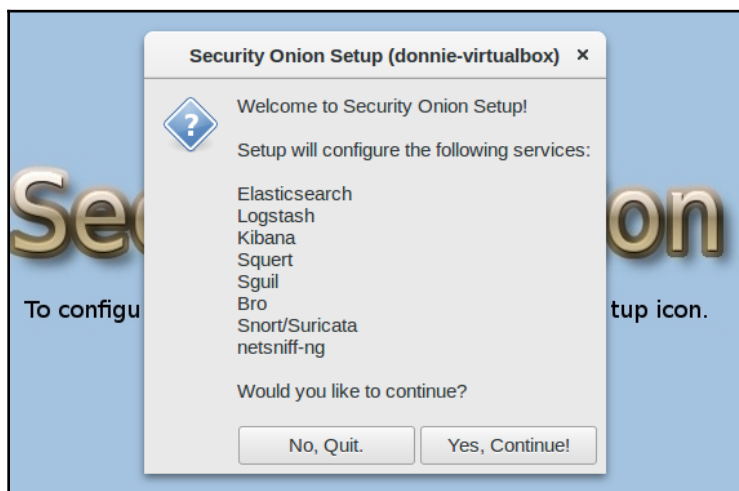 Security Onion Setup (donnie-virtualbox) ×
?
Welcome to Security Onion Setup!
Setup will configure the following services:
Elasticsearch
Logstash
Kibana
Squert
Sguil
Bro
Snort/Suricata
netsniff-ng
Would you like to continue?
No, Quit. Yes, Continue!
Sec on
To configu tup icon.